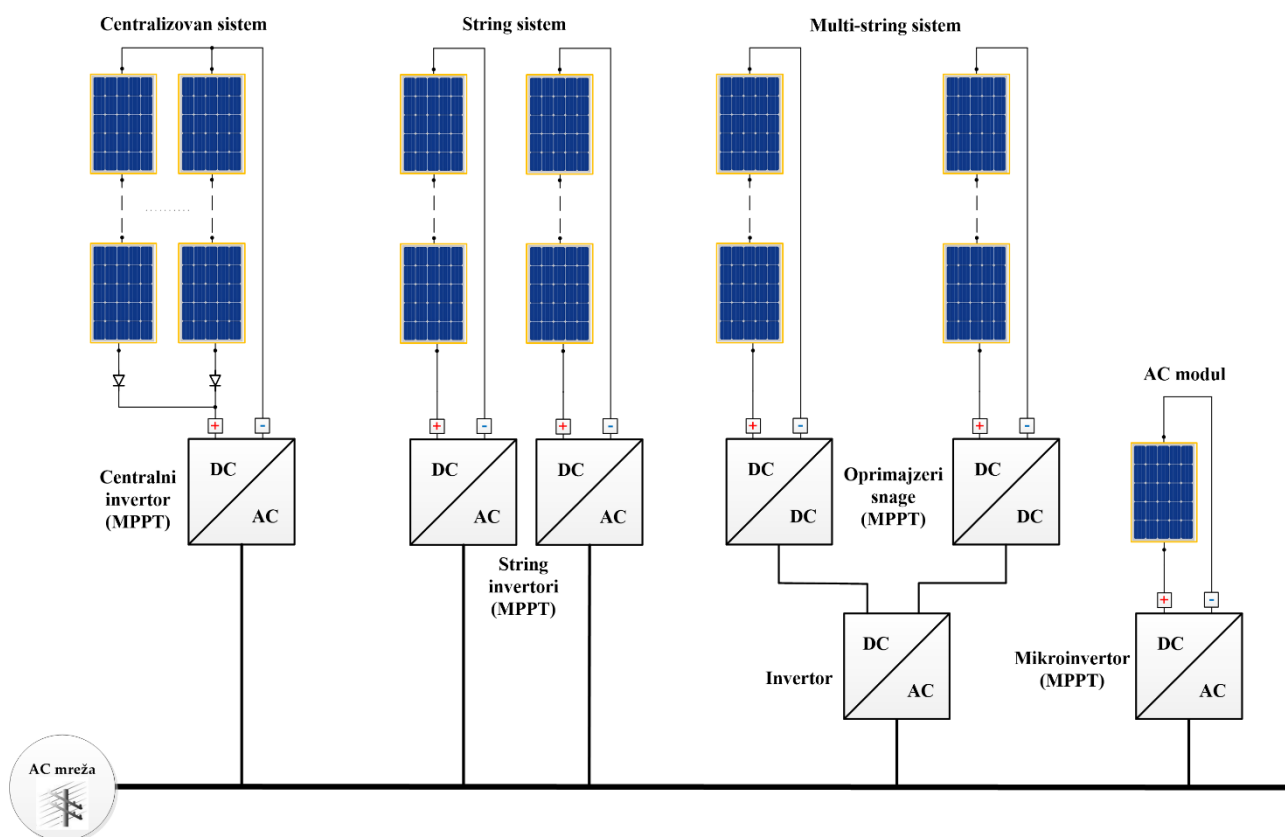 Centralizovan sistem
String sistem
Multi-string sistem
AC modul
+
-
+
-
+
-
+
-
+
-
+
-
Centralni
invertor
(MPPT)
DC
AC
DC
AC
DC
AC
String
invertori
(MPPT)
DC
DC
Oprimajzeri
snage
(MPPT)
DC
DC
Invertor
DC
AC
Mikroinvertor
(MPPT)
DC
AC
AC mreža